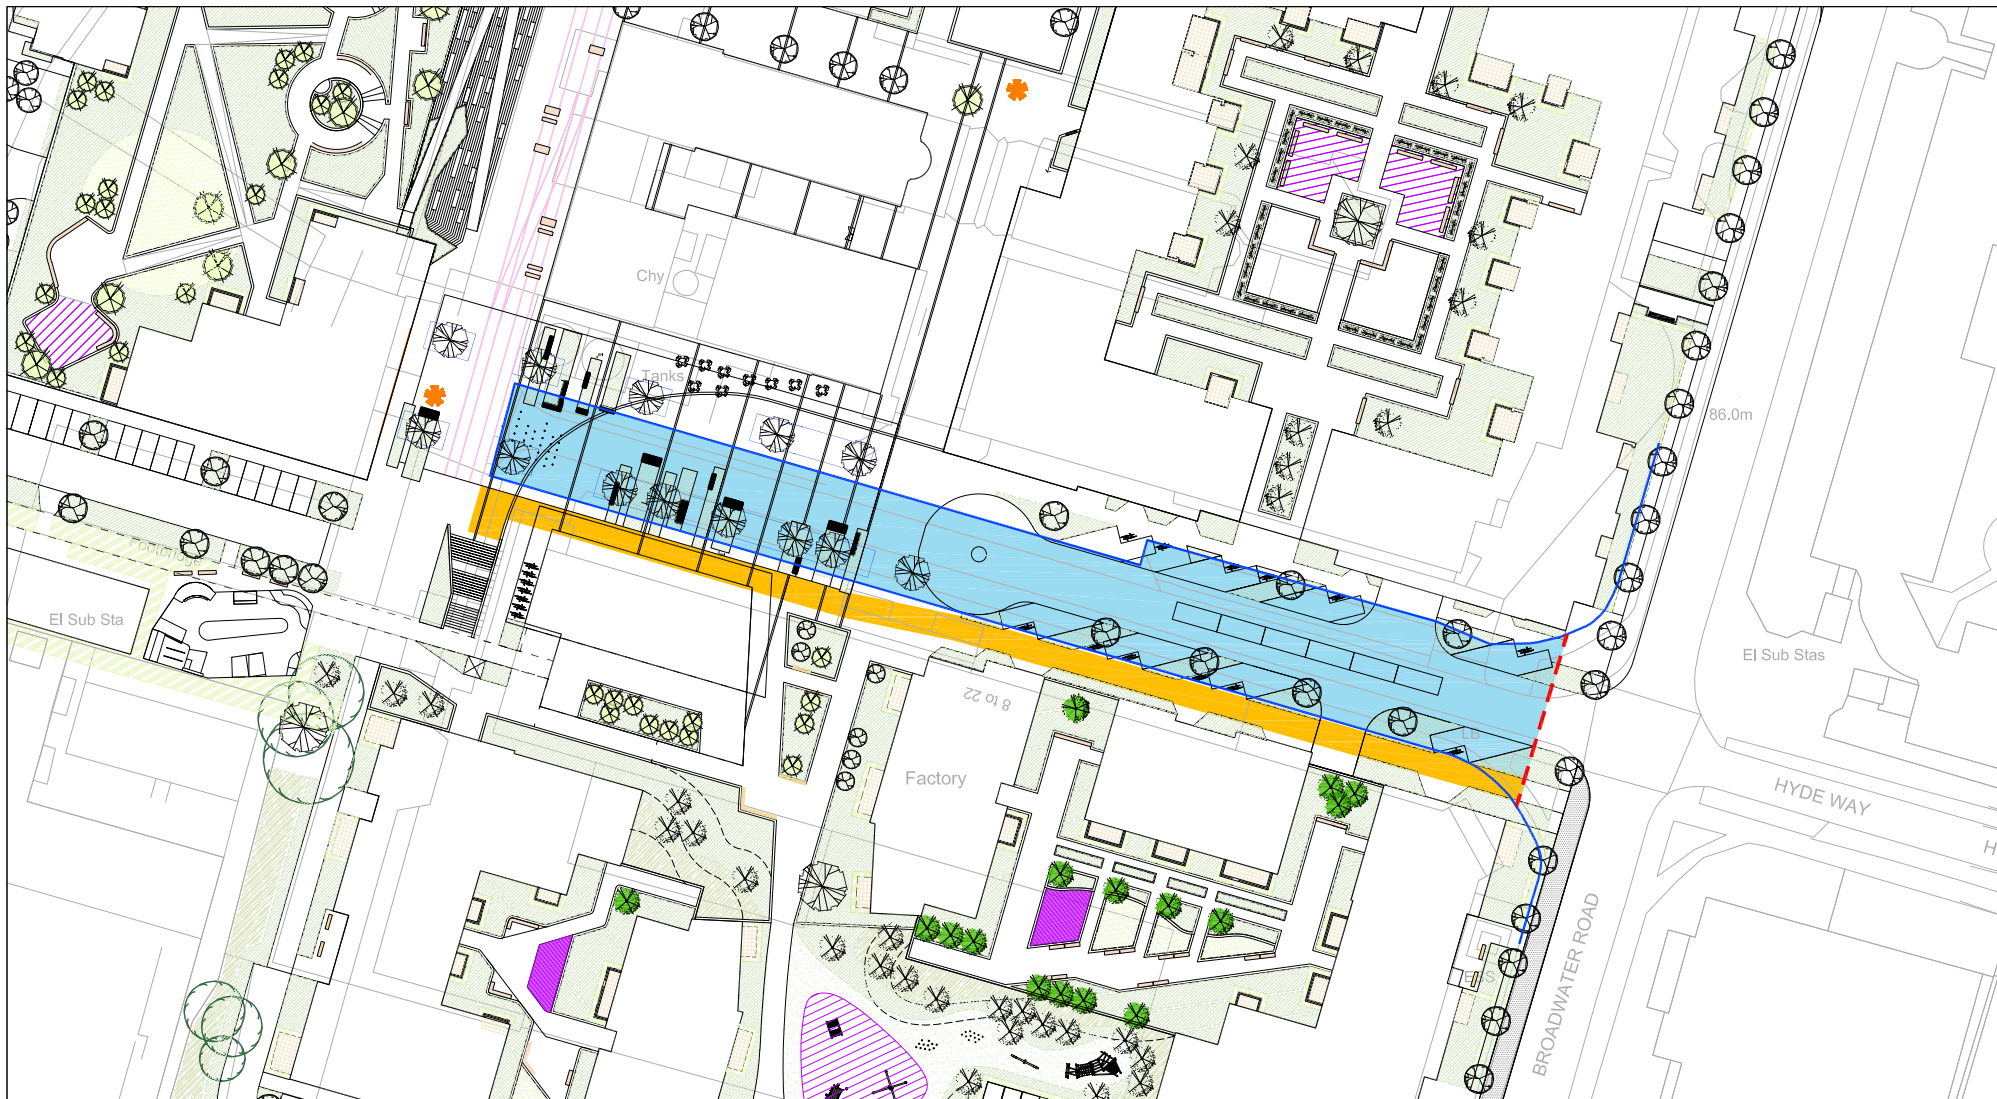 Chy
Tanks
86.0m
Footbridge
El Sub Sta
El Sub Stas
8 to 22
LB
Factory
HYDE WAY
H
BROADWATER ROAD